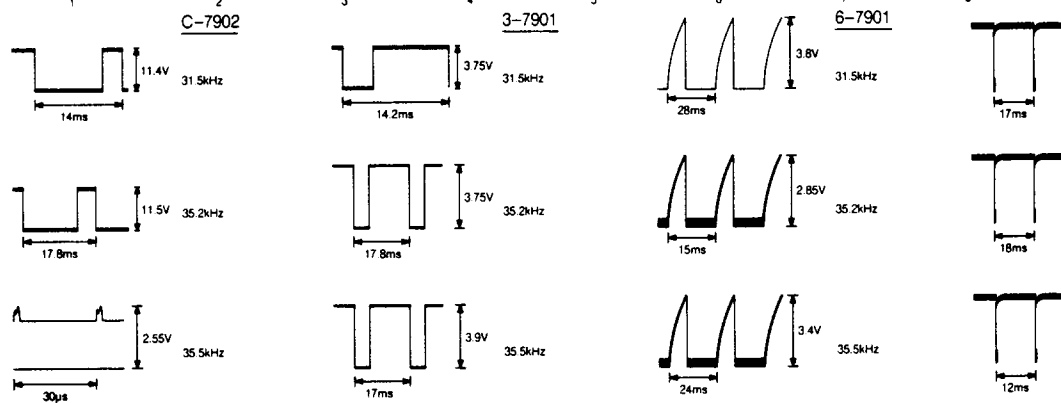 C-7902
3-7901
6-7901
11.4V
31.5kHz
14ms
3.75V
31.5kHz
14.2ms
3.8V
31.5kHz
28ms
17ms
11.5V
35.2kHz
17.8ms
3.75V
35.2kHz
17.8ms
2.85V
35.2kHz
15ms
18ms
2.55V
35.5kHz
30µs
3.9V
35.5kHz
17ms
3.4V
35.5kHz
24ms
12ms